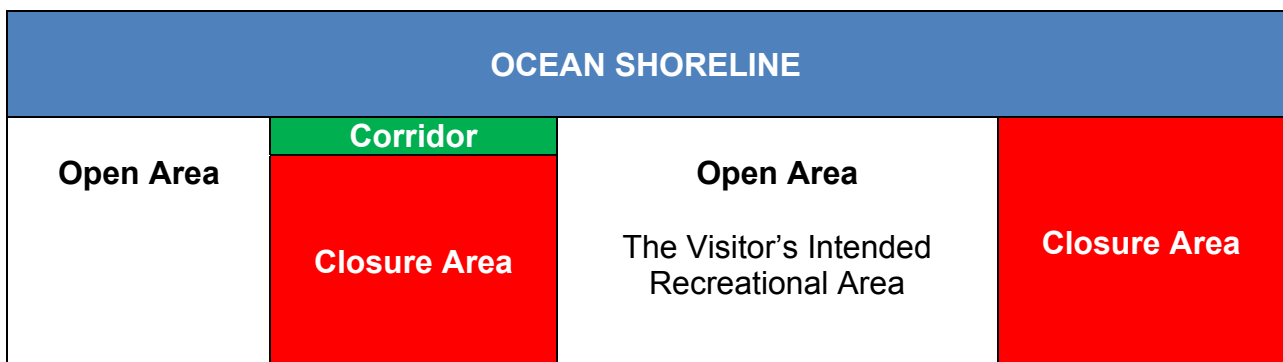 OCEAN SHORELINE
Open Area
Corridor
Closure Area
Open Area
The Visitor’s Intended
Recreational Area
Closure Area